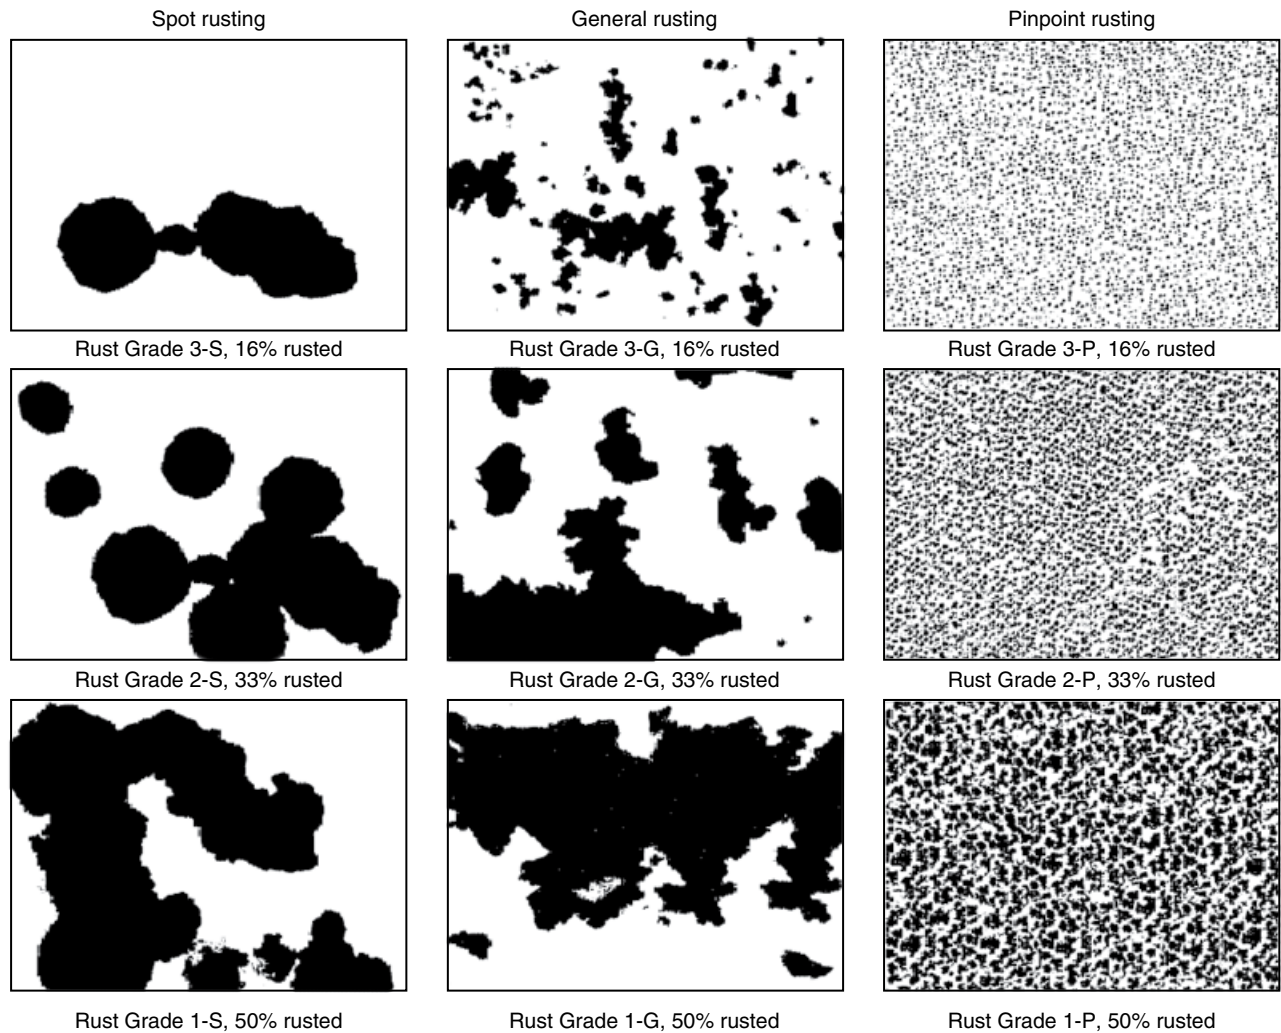 Spot rusting
General rusting
Pinpoint rusting
Rust Grade 3-S, 16% rusted
Rust Grade 3-G, 16% rusted
Rust Grade 3-P, 16% rusted
Rust Grade 2-S, 33% rusted
Rust Grade 2-G, 33% rusted
Rust Grade 2-P, 33% rusted
Rust Grade 1-S, 50% rusted
Rust Grade 1-G, 50% rusted
Rust Grade 1-P, 50% rusted